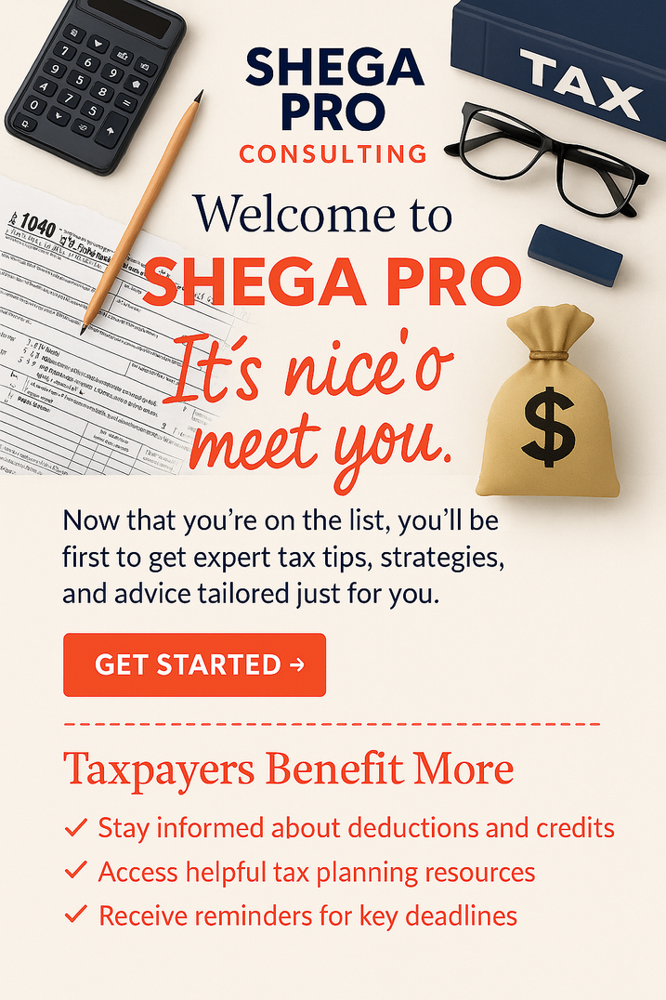 SHEGA
PRO
CONSULTING
TAX
1040
Welcome to
SHEGA PRO
It's nice'o
meet you.
$
Now that you're on the list, you'll be
first to get expert tax tips, strategies,
and advice tailored just for you.
GET STARTED →
Taxpayers Benefit More
✓ Stay informed about deductions and credits
✓ Access helpful tax planning resources
✓ Receive reminders for key deadlines